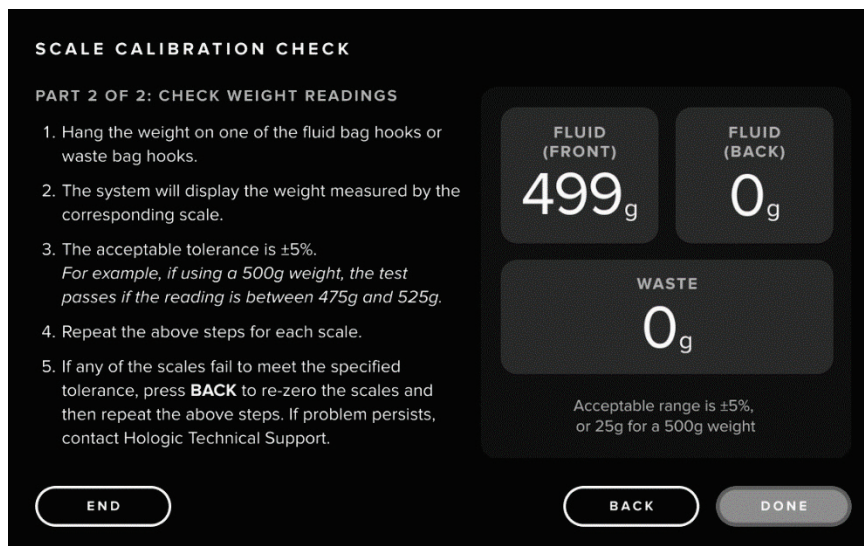 SCALE CALIBRATION CHECK
PART 2 OF 2: CHECK WEIGHT READINGS
1. Hang the weight on one of the fluid bag hooks or
waste bag hooks.
2. The system will display the weight measured by the
corresponding scale.
3. The acceptable tolerance is ±5%.
For example, if using a 500g weight, the test
passes if the reading is between 475g and 525g.
4. Repeat the above steps for each scale.
5. If any of the scales fail to meet the specified
tolerance, press BACK to re-zero the scales and
then repeat the above steps. If problem persists,
contact Hologic Technical Support.
FLUID
(FRONT)
499g
FLUID
(BACK)
0g
WASTE
0g
Acceptable range is ±5%,
or 25g for a 500g weight
END
BACK
DONE